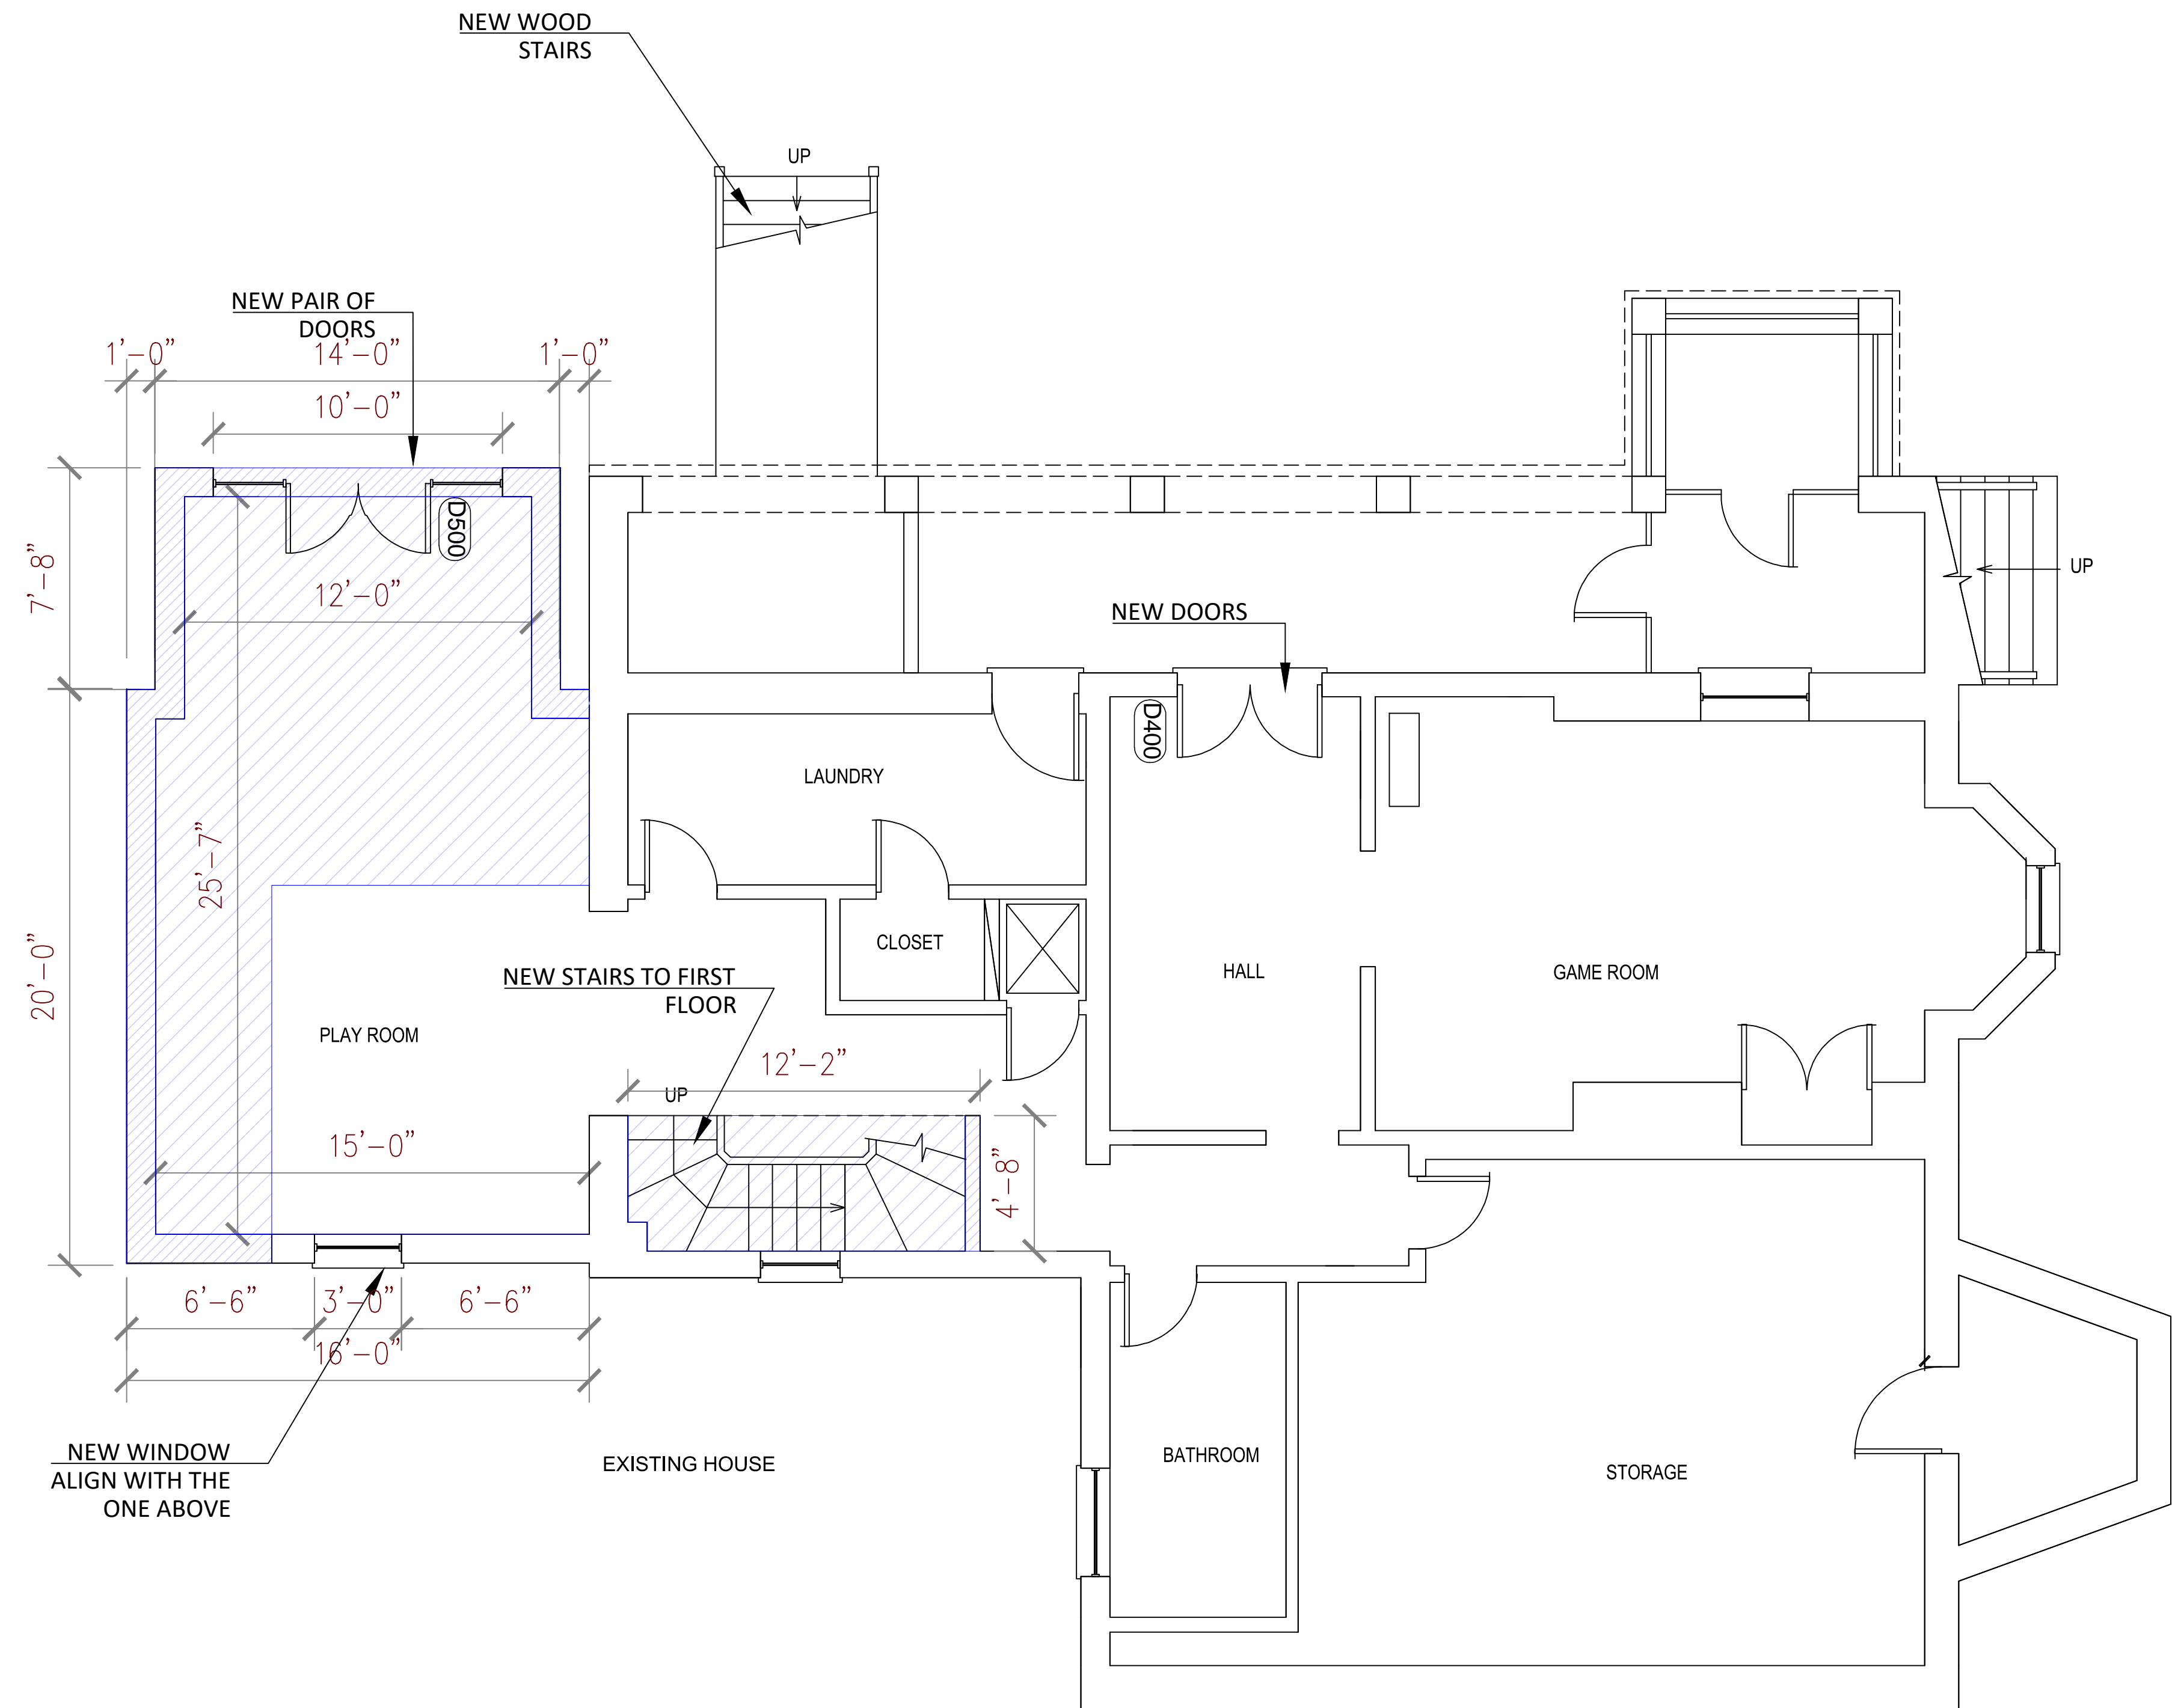 NEW WOOD
STAIRS
UP
NEW PAIR OF
DOORS
1'-0"
14'-0"
1'-0"
10'-0"
D500
7'-8"
12'-0"
UP
NEW DOORS
D400
LAUNDRY
25'-7"
CLOSET
HALL
GAME ROOM
20'-0"
NEW STAIRS TO FIRST
FLOOR
PLAY ROOM
12'-2"
UP
15'-0"
4'-8"
6'-6"
3'-0"
6'-6"
16'-0"
NEW WINDOW
ALIGN WITH THE
ONE ABOVE
EXISTING HOUSE
BATHROOM
STORAGE